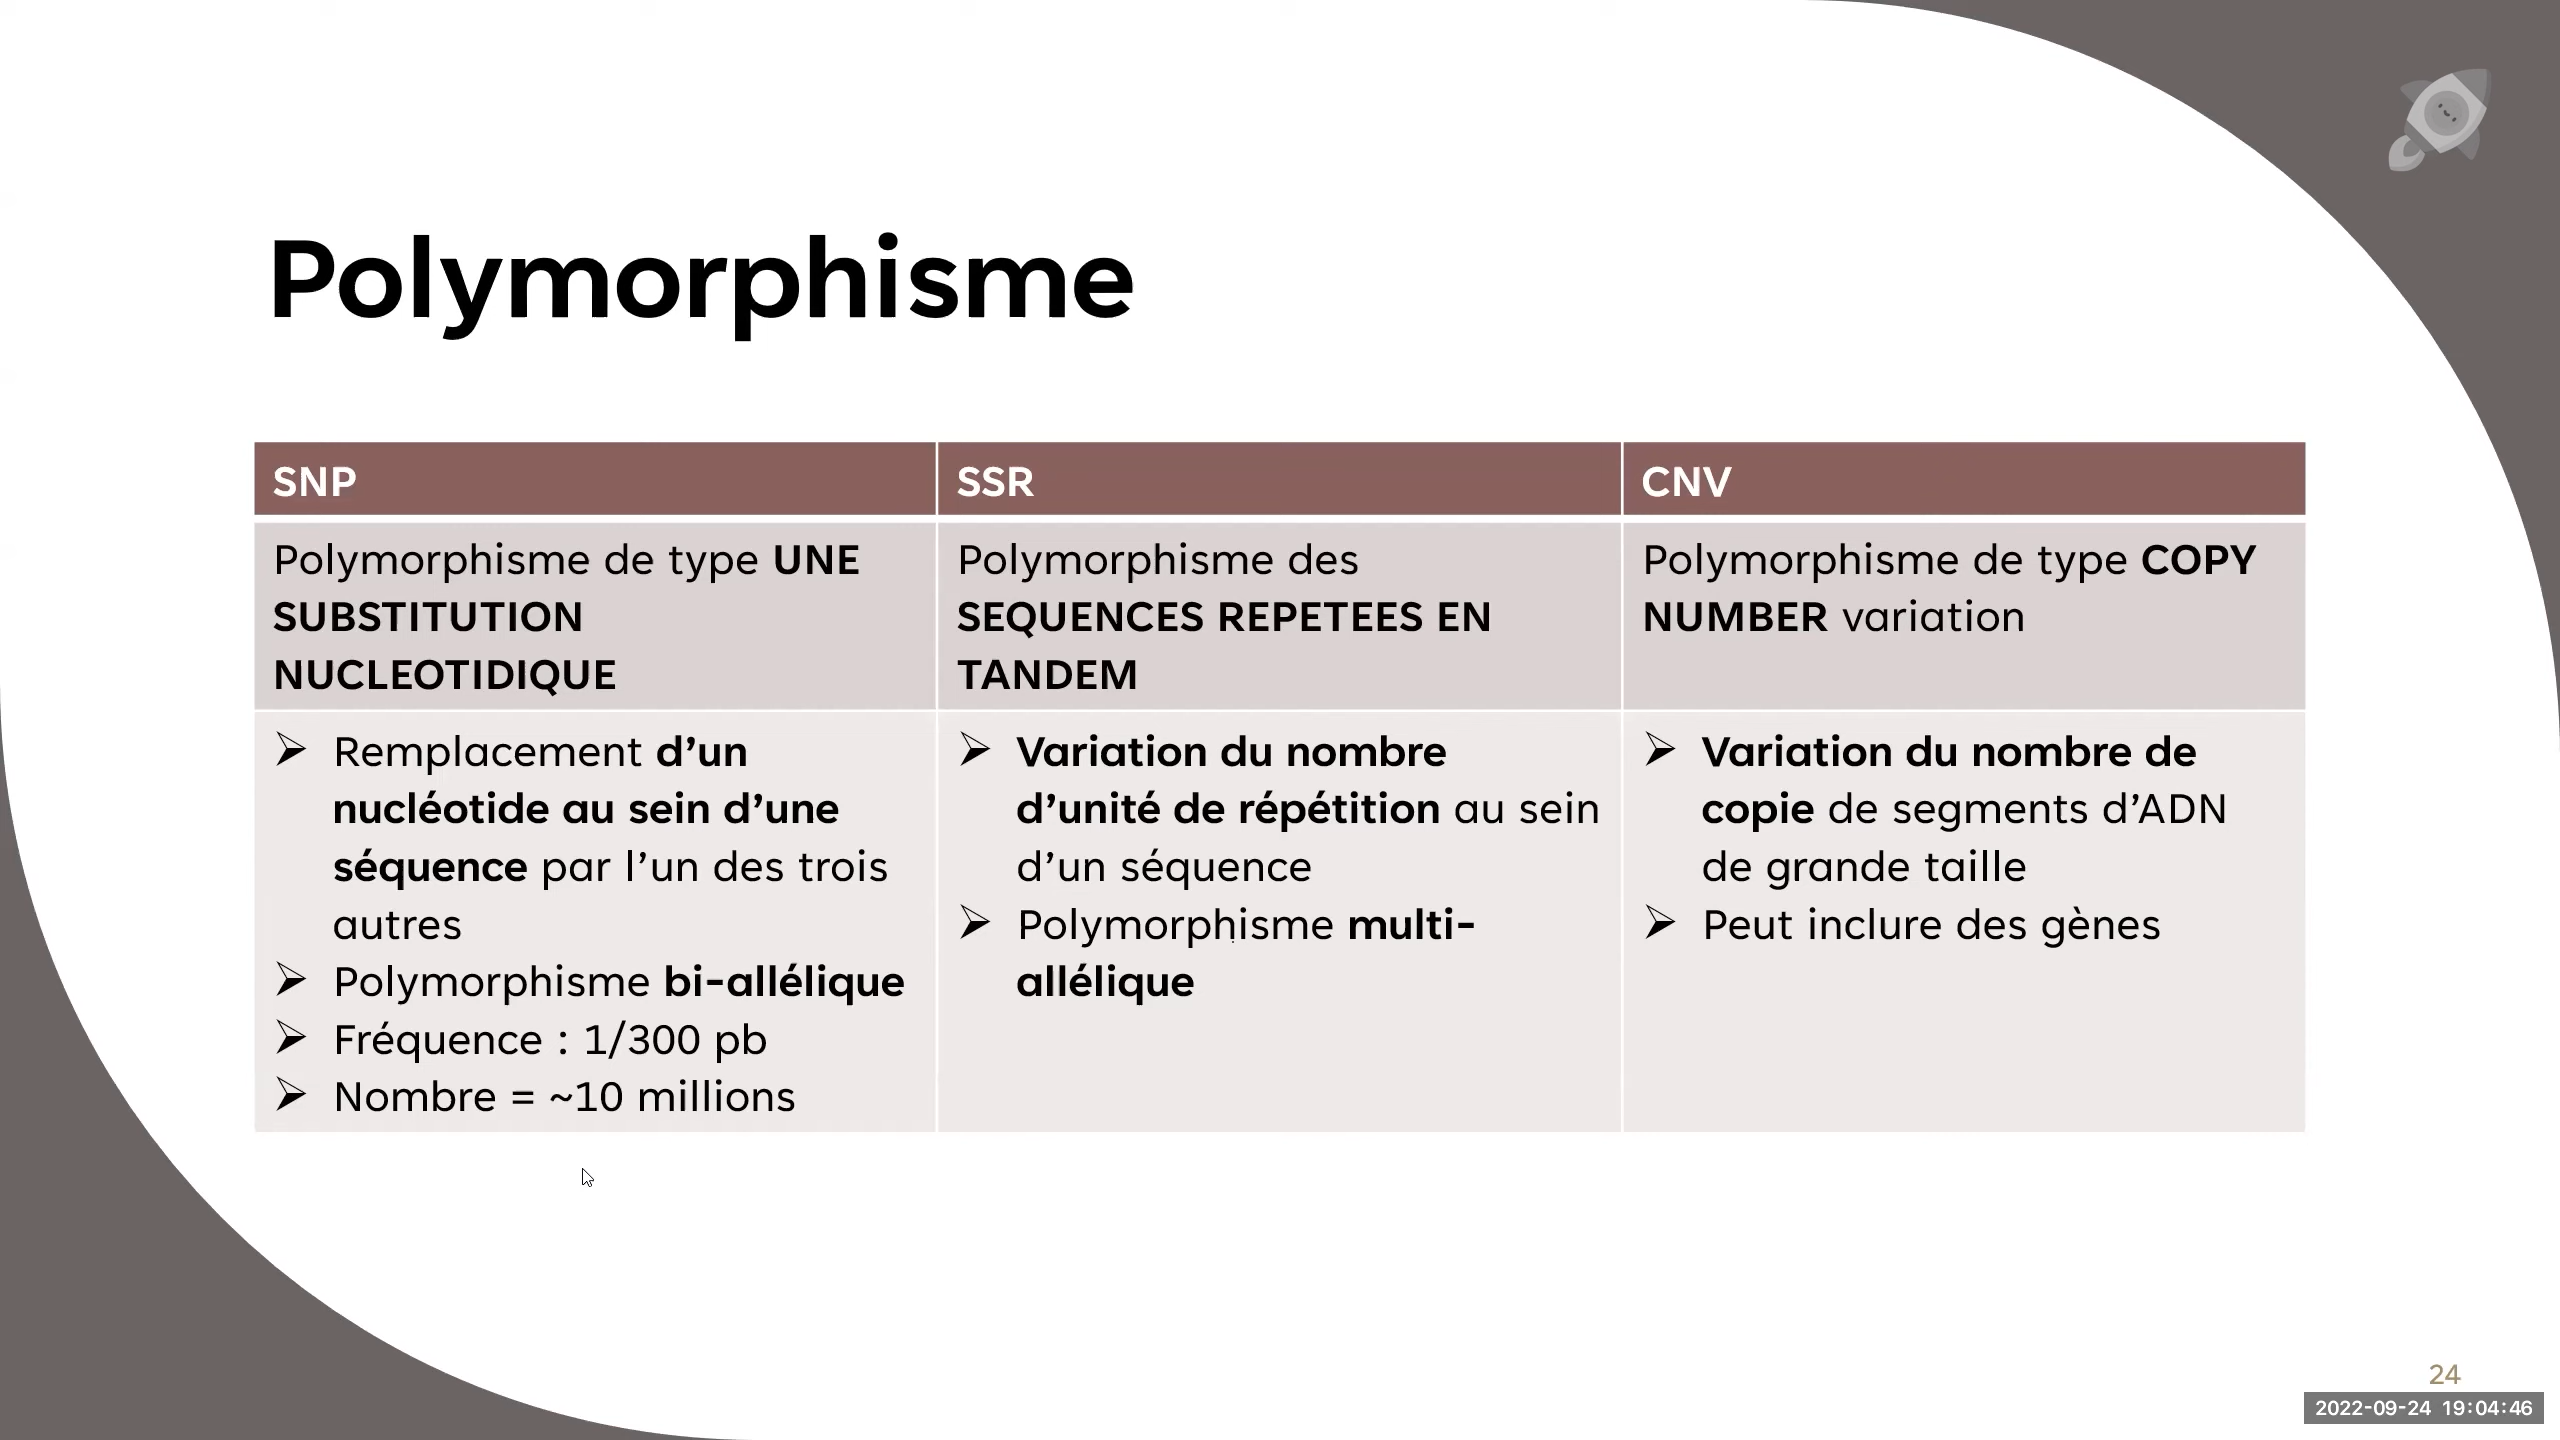 Polymorphisme
SNP
SSR
CNV
Polymorphisme de type UNE
SUBSTITUTION
NUCLEOTIDIQUE
Polymorphisme des
SEQUENCES REPETEES EN
TANDEM
Polymorphisme de type COPY
NUMBER variation
➢ Remplacement d’un
nucléotide au sein d’une
séquence par l’un des trois
autres
➢ Polymorphisme bi-allélique
➢ Fréquence : 1/300 pb
➢ Nombre = ~10 millions
➢ Variation du nombre
d’unité de répétition au sein
d’un séquence
➢ Polymorphisme multi-
allélique
➢ Variation du nombre de
copie de segments d’ADN
de grande taille
➢ Peut inclure des gènes
24
2022-09-24 19:04:46